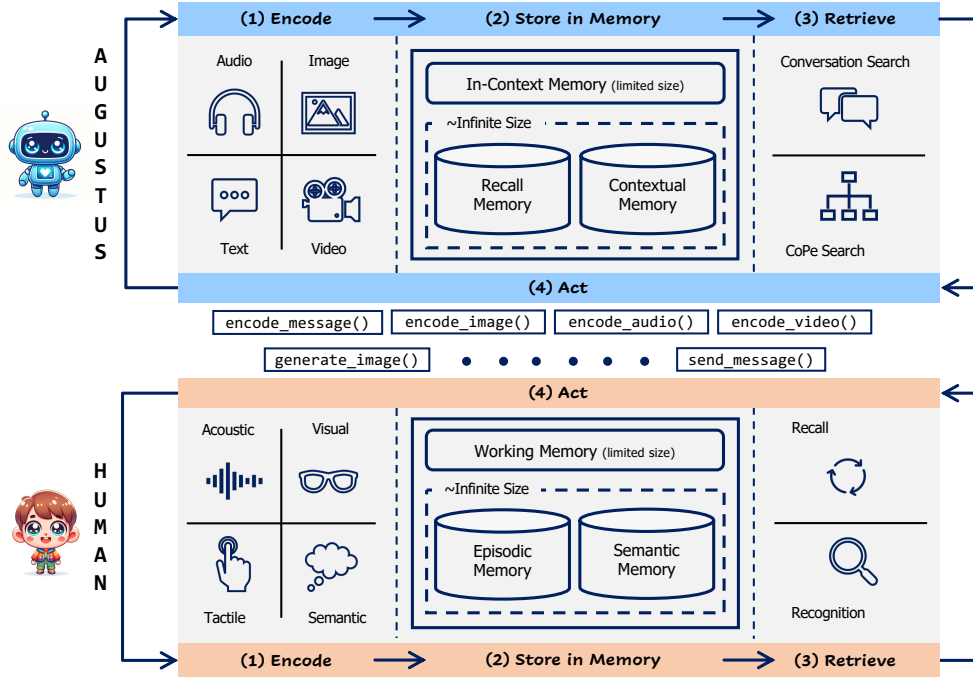 (1) Encode
(2) Store in Memory
(3) Retrieve
AUGUSTUS
Audio
Image
Text
Video
In-Context Memory (limited size)
~Infinite Size
Recall
Memory
Contextual
Memory
Conversation Search
CoPe Search
(4) Act
encode_message()
encode_image()
encode_audio()
encode_video()
generate_image()
send_message()
(4) Act
HUMAN
Acoustic
Visual
Tactile
Semantic
Working Memory (limited size)
~Infinite Size
Episodic
Memory
Semantic
Memory
Recall
Recognition
(1) Encode
(2) Store in Memory
(3) Retrieve